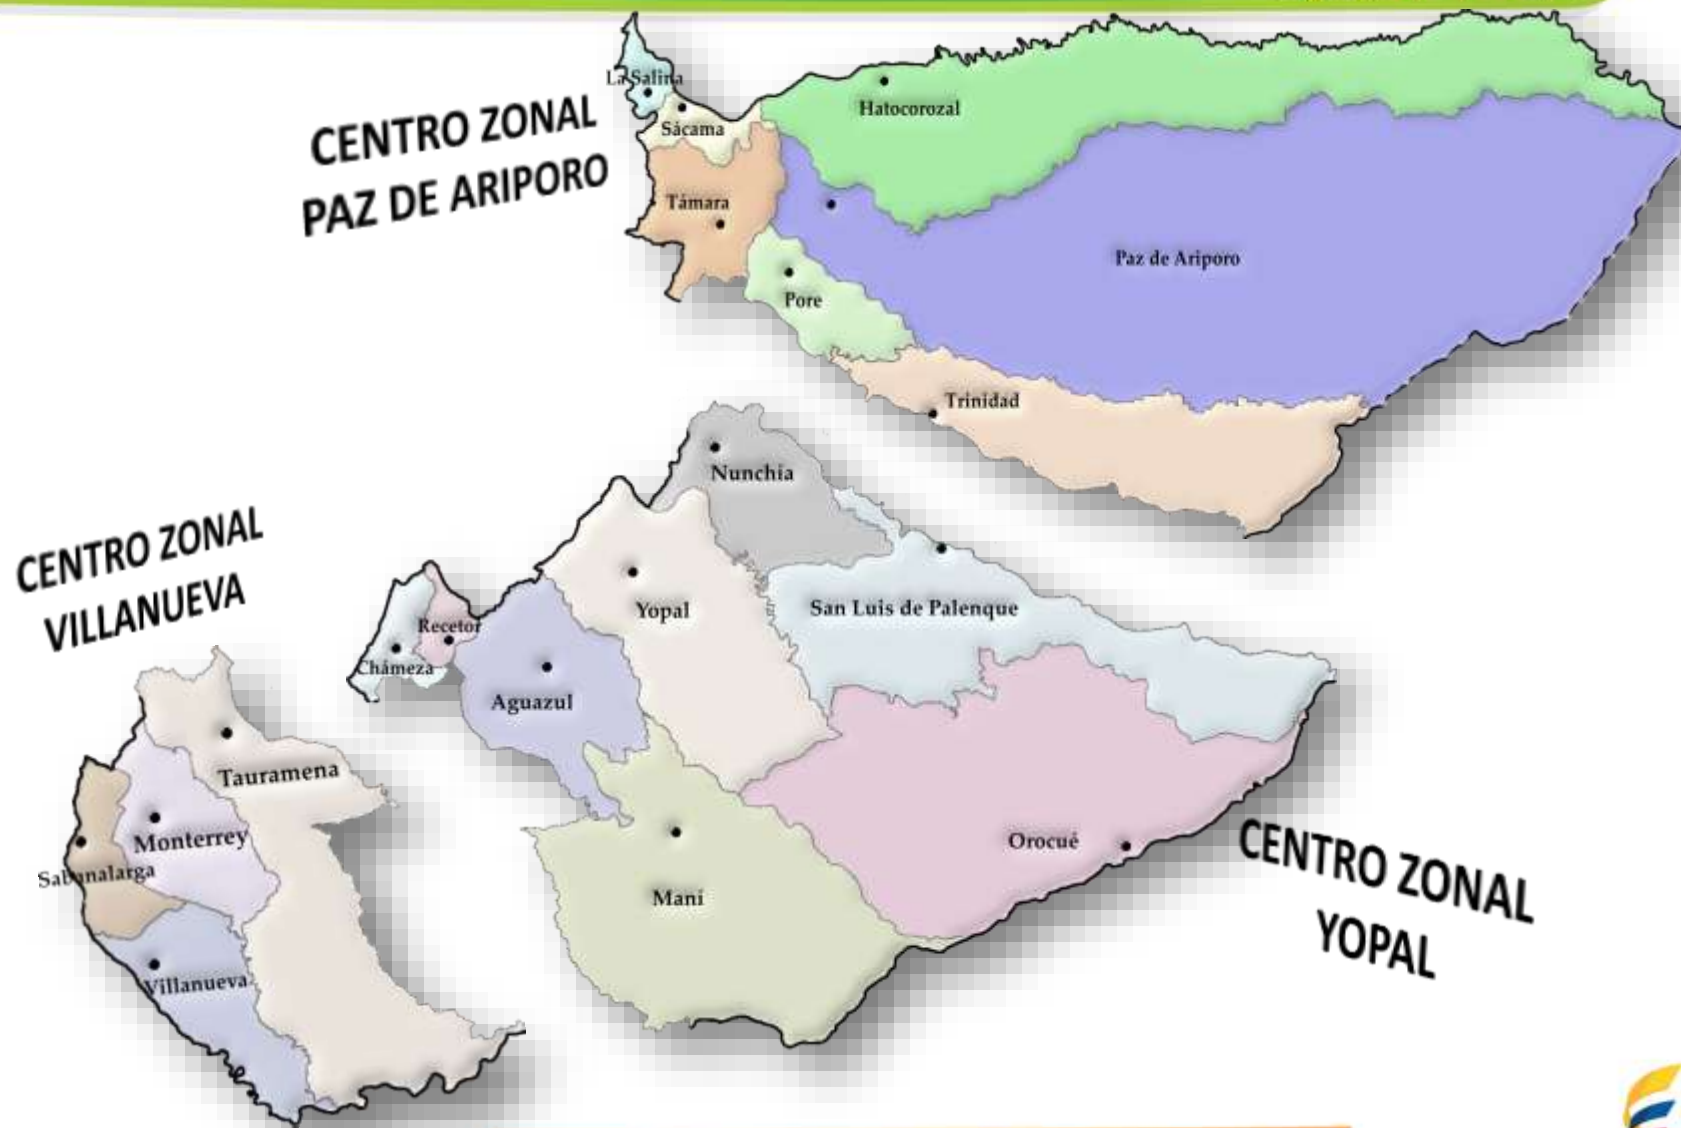 La Salina
Sácama
Hatocorozal
CENTRO ZONAL
PAZ DE ARIPORO
Támara
Paz de Ariporo
Pore
Trinidad
Nunchia
CENTRO ZONAL
VILLANUEVA
Yopal
San Luis de Palenque
Recetor
Chámeza
Aguazul
Tauramena
Monterrey
Sabanalarga
Orocué
Maní
CENTRO ZONAL
YOPAL
Villanueva